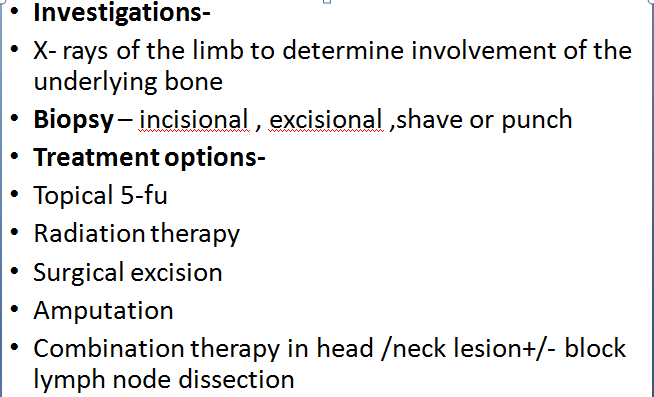 • Investigations-
• X- rays of the limb to determine involvement of the
underlying bone
• Biopsy – incisional , excisional ,shave or punch
• Treatment options-
• Topical 5-fu
• Radiation therapy
• Surgical excision
• Amputation
• Combination therapy in head /neck lesion+/- block
lymph node dissection